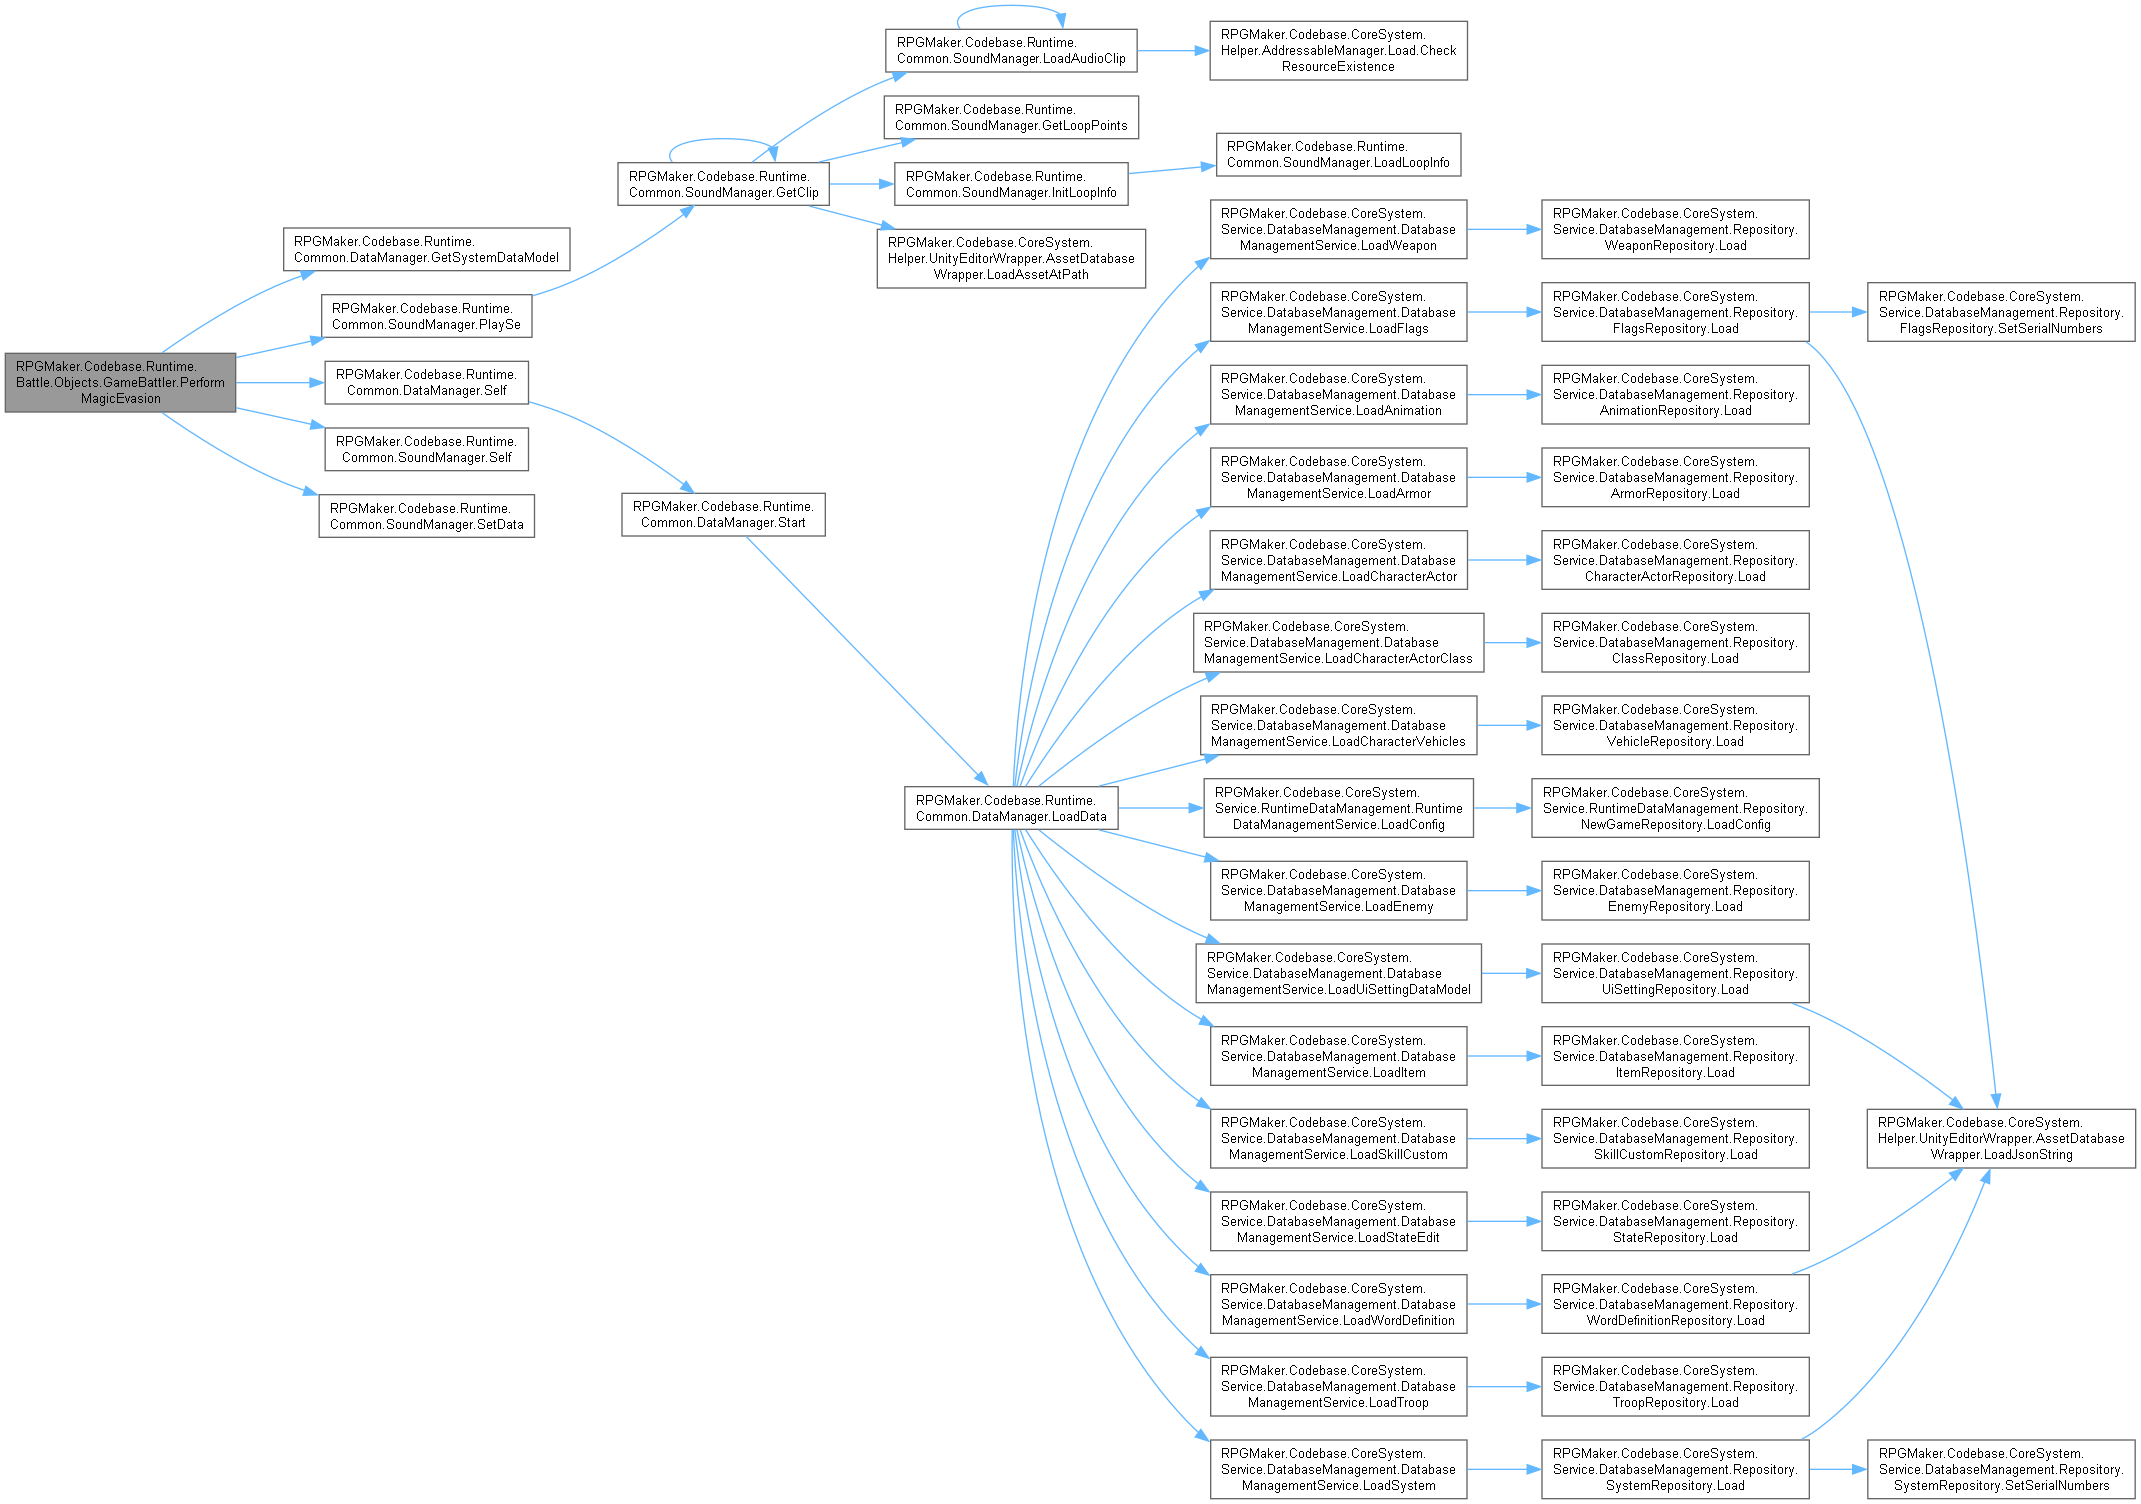 RPGMaker.Codebase.Runtime.
Battle.Objects.GameBattler.Perform
MagicEvasion
RPGMaker.Codebase.Runtime.
Common.DataManager.GetSystemDataModel
RPGMaker.Codebase.Runtime.
Common.SoundManager.PlaySe
RPGMaker.Codebase.Runtime.
Common.DataManager.Self
RPGMaker.Codebase.Runtime.
Common.SoundManager.Self
RPGMaker.Codebase.Runtime.
Common.SoundManager.SetData
RPGMaker.Codebase.Runtime.
Common.SoundManager.GetClip
RPGMaker.Codebase.Runtime.
Common.DataManager.Start
RPGMaker.Codebase.Runtime.
Common.SoundManager.LoadAudioClip
RPGMaker.Codebase.Runtime.
Common.SoundManager.GetLoopPoints
RPGMaker.Codebase.Runtime.
Common.SoundManager.InitLoopInfo
RPGMaker.Codebase.CoreSystem.
Helper.UnityEditorWrapper.AssetDatabase
Wrapper.LoadAssetAtPath
RPGMaker.Codebase.Runtime.
Common.DataManager.LoadData
RPGMaker.Codebase.CoreSystem.
Helper.AddressableManager.Load.Check
ResourceExistence
RPGMaker.Codebase.Runtime.
Common.SoundManager.LoadLoopInfo
RPGMaker.Codebase.CoreSystem.
Service.DatabaseManagement.Database
ManagementService.LoadWeapon
RPGMaker.Codebase.CoreSystem.
Service.DatabaseManagement.Database
ManagementService.LoadFlags
RPGMaker.Codebase.CoreSystem.
Service.DatabaseManagement.Database
ManagementService.LoadAnimation
RPGMaker.Codebase.CoreSystem.
Service.DatabaseManagement.Database
ManagementService.LoadArmor
RPGMaker.Codebase.CoreSystem.
Service.DatabaseManagement.Database
ManagementService.LoadCharacterActor
RPGMaker.Codebase.CoreSystem.
Service.DatabaseManagement.Database
ManagementService.LoadCharacterActorClass
RPGMaker.Codebase.CoreSystem.
Service.DatabaseManagement.Database
ManagementService.LoadCharacterVehicles
RPGMaker.Codebase.CoreSystem.
Service.RuntimeDataManagement.Runtime
DataManagementService.LoadConfig
RPGMaker.Codebase.CoreSystem.
Service.DatabaseManagement.Database
ManagementService.LoadEnemy
RPGMaker.Codebase.CoreSystem.
Service.DatabaseManagement.Database
ManagementService.LoadUiSettingDataModel
RPGMaker.Codebase.CoreSystem.
Service.DatabaseManagement.Database
ManagementService.LoadItem
RPGMaker.Codebase.CoreSystem.
Service.DatabaseManagement.Database
ManagementService.LoadSkillCustom
RPGMaker.Codebase.CoreSystem.
Service.DatabaseManagement.Database
ManagementService.LoadStateEdit
RPGMaker.Codebase.CoreSystem.
Service.DatabaseManagement.Database
ManagementService.LoadWordDefinition
RPGMaker.Codebase.CoreSystem.
Service.DatabaseManagement.Database
ManagementService.LoadTroop
RPGMaker.Codebase.CoreSystem.
Service.DatabaseManagement.Database
ManagementService.LoadSystem
RPGMaker.Codebase.CoreSystem.
Service.DatabaseManagement.Repository.
WeaponRepository.Load
RPGMaker.Codebase.CoreSystem.
Service.DatabaseManagement.Repository.
FlagsRepository.Load
RPGMaker.Codebase.CoreSystem.
Service.DatabaseManagement.Repository.
AnimationRepository.Load
RPGMaker.Codebase.CoreSystem.
Service.DatabaseManagement.Repository.
ArmorRepository.Load
RPGMaker.Codebase.CoreSystem.
Service.DatabaseManagement.Repository.
CharacterActorRepository.Load
RPGMaker.Codebase.CoreSystem.
Service.DatabaseManagement.Repository.
ClassRepository.Load
RPGMaker.Codebase.CoreSystem.
Service.DatabaseManagement.Repository.
VehicleRepository.Load
RPGMaker.Codebase.CoreSystem.
Service.RuntimeDataManagement.Repository.
NewGameRepository.LoadConfig
RPGMaker.Codebase.CoreSystem.
Service.DatabaseManagement.Repository.
EnemyRepository.Load
RPGMaker.Codebase.CoreSystem.
Service.DatabaseManagement.Repository.
UiSettingRepository.Load
RPGMaker.Codebase.CoreSystem.
Service.DatabaseManagement.Repository.
ItemRepository.Load
RPGMaker.Codebase.CoreSystem.
Service.DatabaseManagement.Repository.
SkillCustomRepository.Load
RPGMaker.Codebase.CoreSystem.
Service.DatabaseManagement.Repository.
StateRepository.Load
RPGMaker.Codebase.CoreSystem.
Service.DatabaseManagement.Repository.
WordDefinitionRepository.Load
RPGMaker.Codebase.CoreSystem.
Service.DatabaseManagement.Repository.
TroopRepository.Load
RPGMaker.Codebase.CoreSystem.
Service.DatabaseManagement.Repository.
SystemRepository.Load
RPGMaker.Codebase.CoreSystem.
Service.DatabaseManagement.Repository.
FlagsRepository.SetSerialNumbers
RPGMaker.Codebase.CoreSystem.
Helper.UnityEditorWrapper.AssetDatabase
Wrapper.LoadJsonString
RPGMaker.Codebase.CoreSystem.
Service.DatabaseManagement.Repository.
SystemRepository.SetSerialNumbers